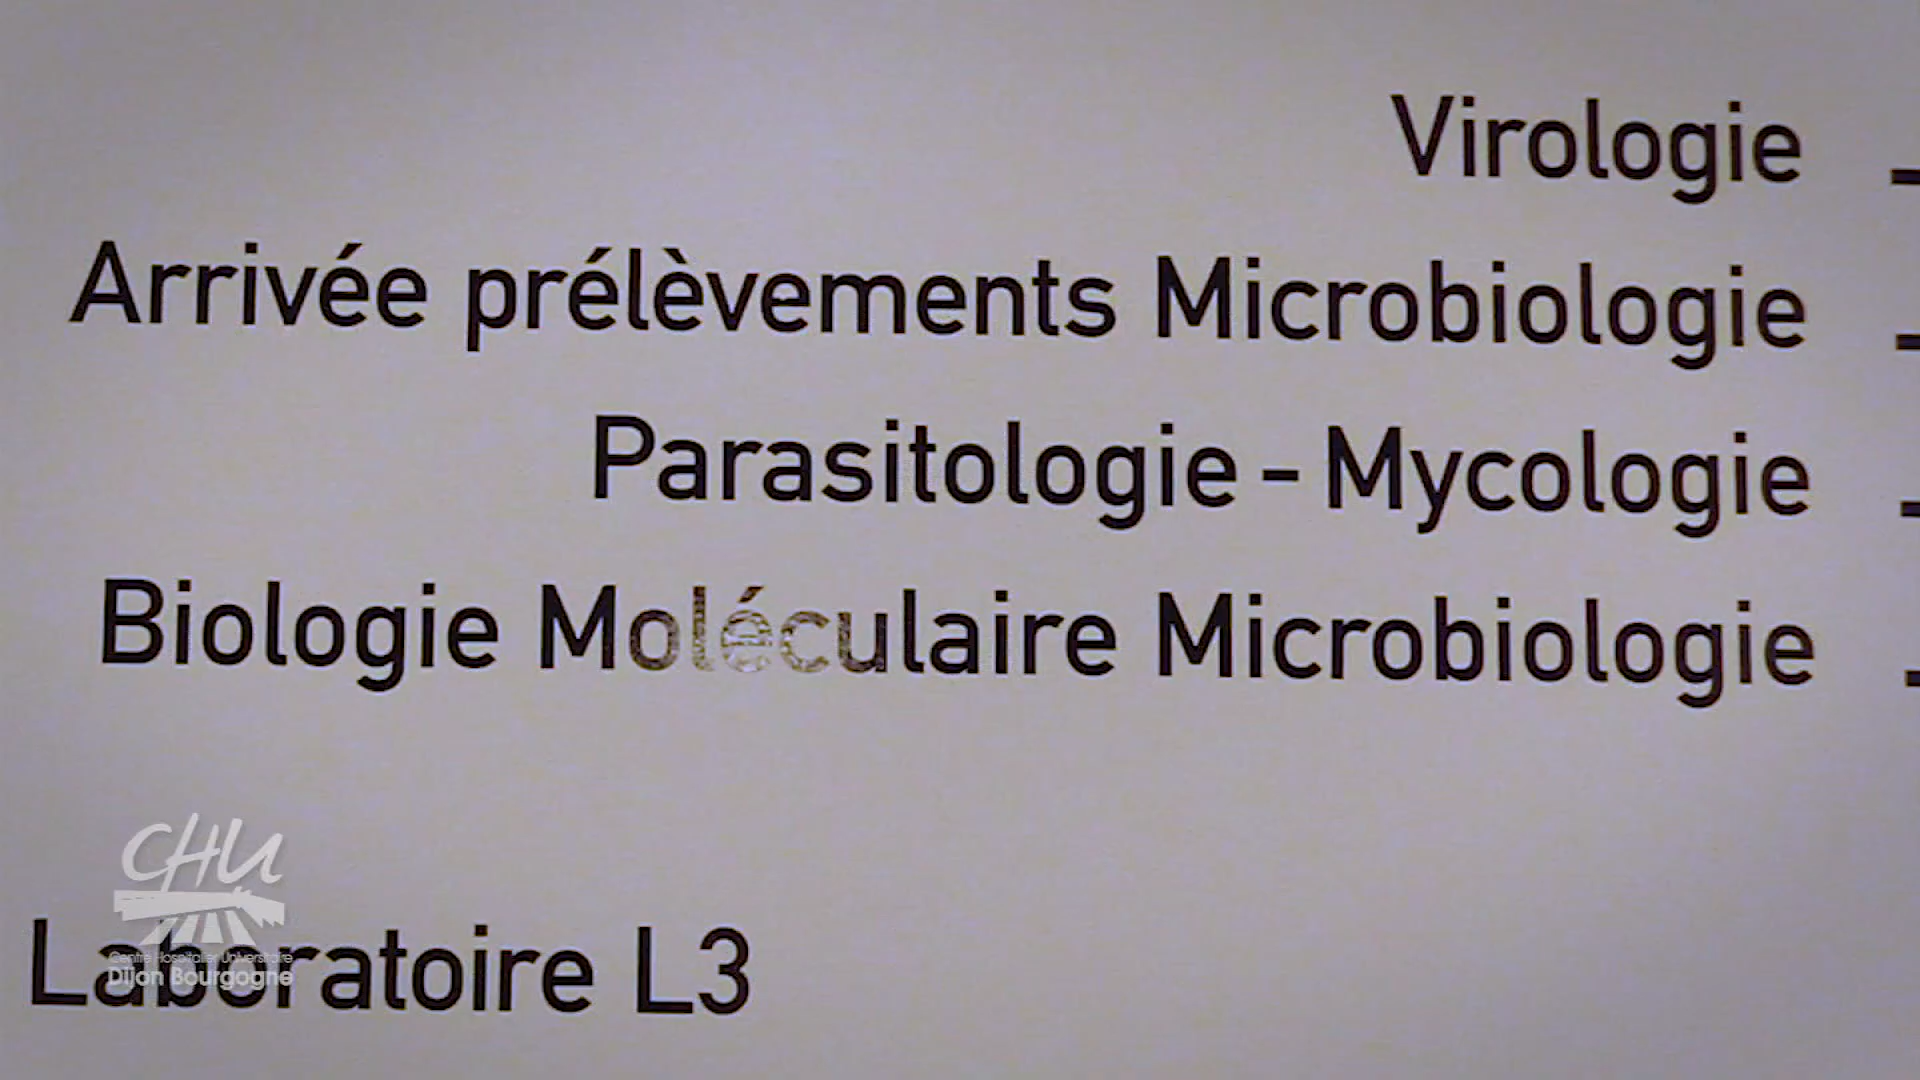 Virologie
Arrivée prélèvements Microbiologie
Parasitologie - Mycologie
Biologie Moléculaire Microbiologie
CHU
Centre Hospitalier Universitaire
Dijon Bourgogne
Laboratoire L3